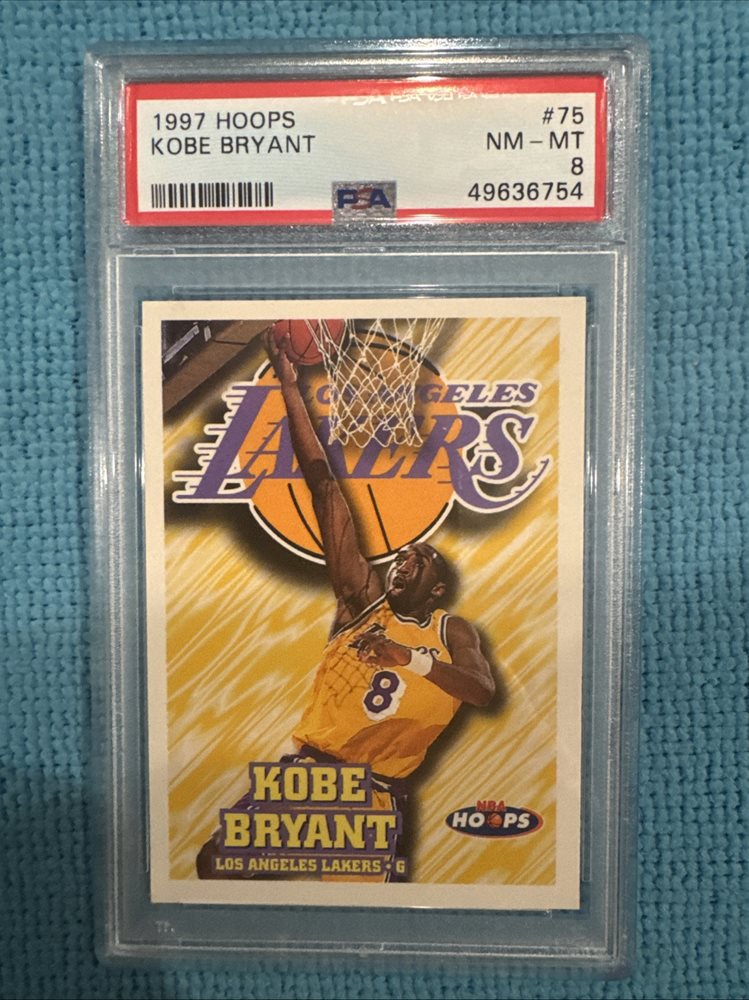 1997 HOOPS #75
KOBE BRYANT NM - MT
8
PSA 49636754
LOS ANGELES
LAKERS
8
KOBE
BRYANT
LOS ANGELES LAKERS · G
NBA
HOOPS